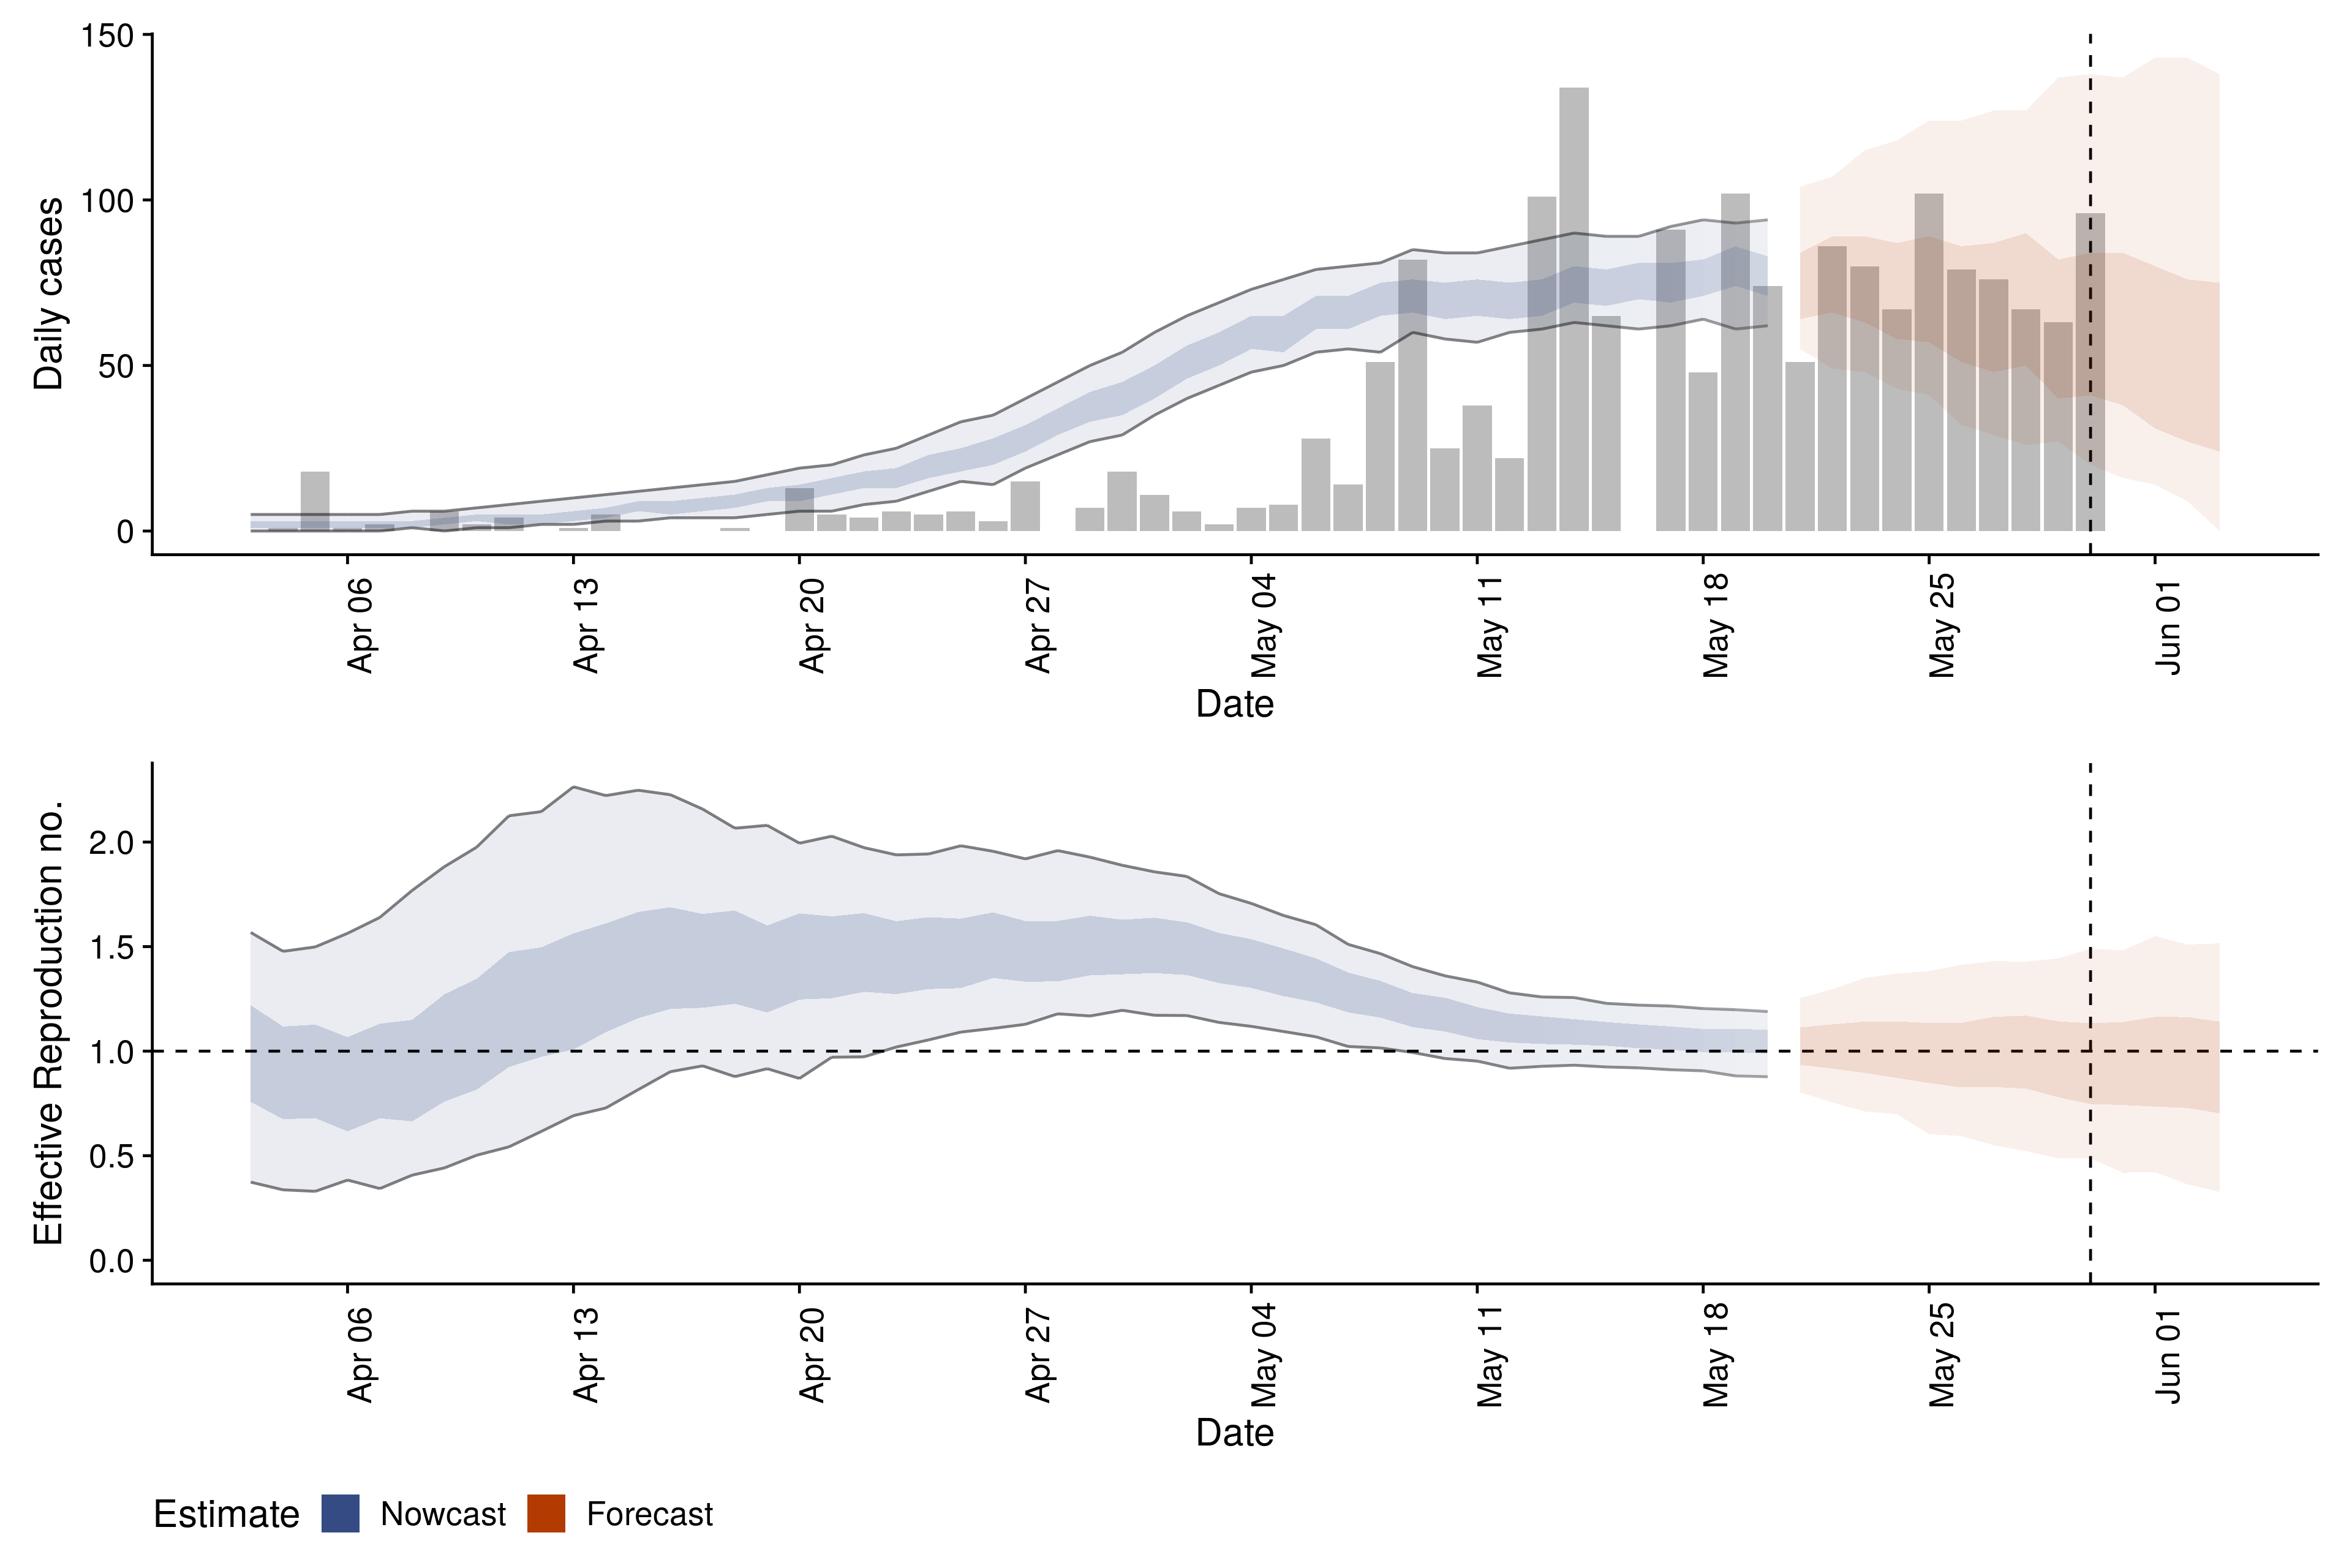 150
100
50
0
Daily cases
Apr 06
Apr 13
Apr 20
Apr 27
May 04
May 11
May 18
May 25
Jun 01
Date
2.0
1.5
1.0
0.5
0.0
Effective Reproduction no.
Apr 06
Apr 13
Apr 20
Apr 27
May 04
May 11
May 18
May 25
Jun 01
Date
Estimate Nowcast Forecast